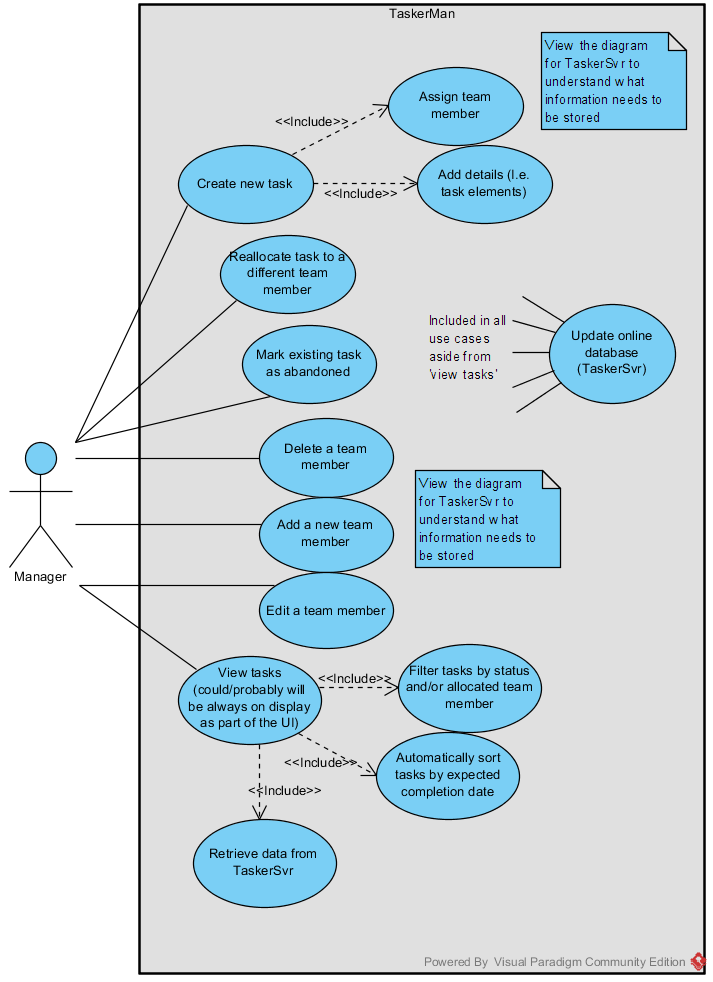 TaskerMan
View the diagram
for TaskerSvr to
understand what
information needs to
be stored
Assign team
member
<<Include>>
Create new task
<<Include>>
Add details (I.e.
task elements)
Reallocate task to a
different team
member
Included in all
use cases
aside from
'view tasks'
Update online
database
(TaskerSvr)
Mark existing task
as abandoned
Delete a team
member
View the diagram
for TaskerSvr to
understand what
information needs to
be stored
Add a new team
member
Manager
Edit a team member
View tasks
(could/probably will
be always on display
as part of the UI)
<<Include>>
Filter tasks by status
and/or allocated team
member
<<Include>>
Automatically sort
tasks by expected
completion date
<<Include>>
Retrieve data from
TaskerSvr
Powered By Visual Paradigm Community Edition